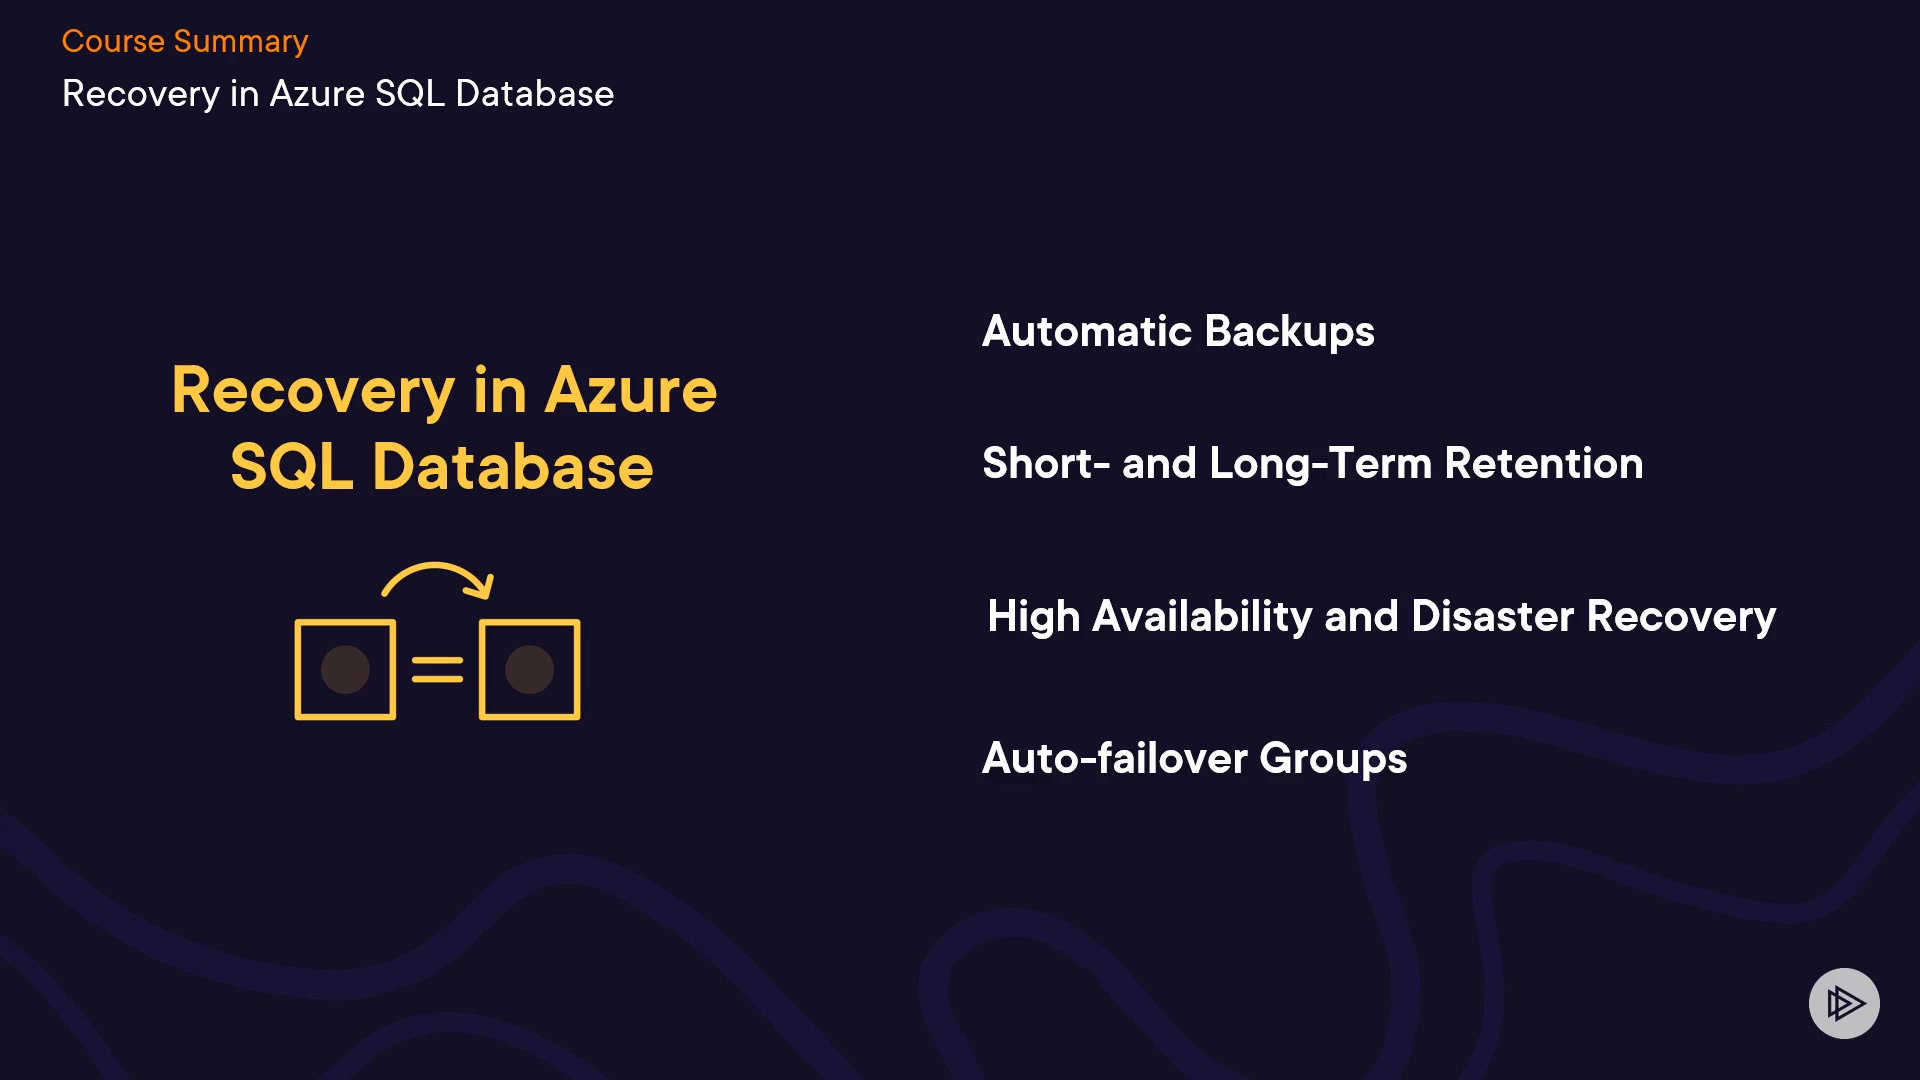 Course Summary
Recovery in Azure SQL Database
Recovery in Azure
SQL Database
Automatic Backups
Short- and Long-Term Retention
High Availability and Disaster Recovery
Auto-failover Groups